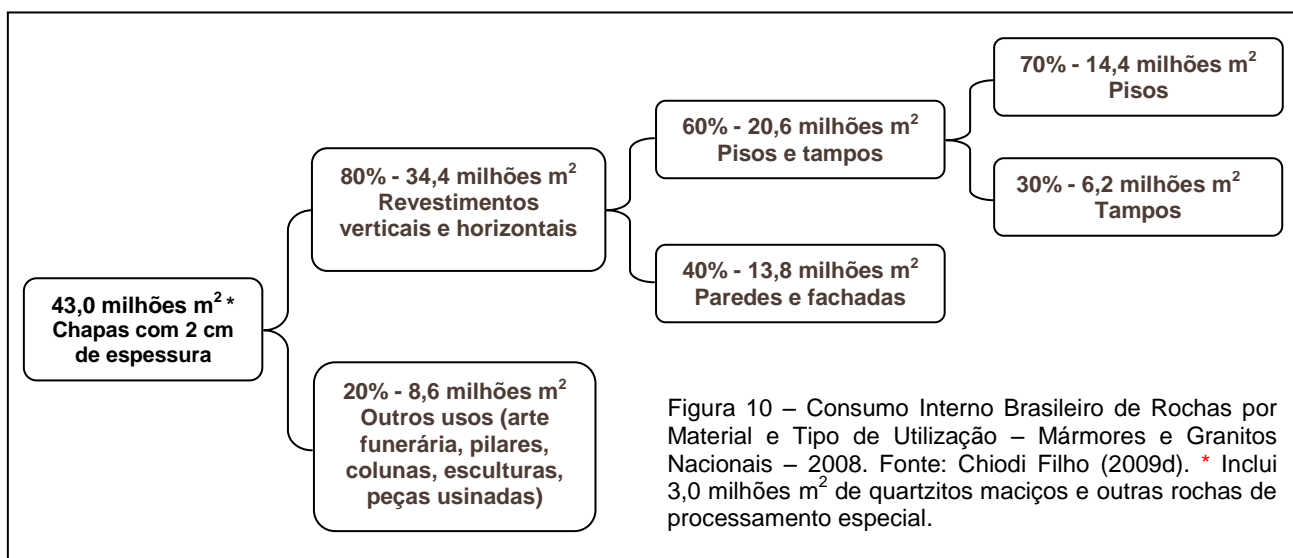 43,0 milhões m² *
Chapas com 2 cm
de espessura
80% - 34,4 milhões m²
Revestimentos
verticais e horizontais
20% - 8,6 milhões m²
Outros usos (arte
funerária, pilares,
colunas, esculturas,
peças usinadas)
60% - 20,6 milhões m²
Pisos e tampos
40% - 13,8 milhões m²
Paredes e fachadas
70% - 14,4 milhões m²
Pisos
30% - 6,2 milhões m²
Tampos
Figura 10 – Consumo Interno Brasileiro de Rochas por
Material e Tipo de Utilização – Mármores e Granitos
Nacionais – 2008. Fonte: Chiodi Filho (2009d). * Inclui
3,0 milhões m² de quartzitos maciços e outras rochas de
processamento especial.